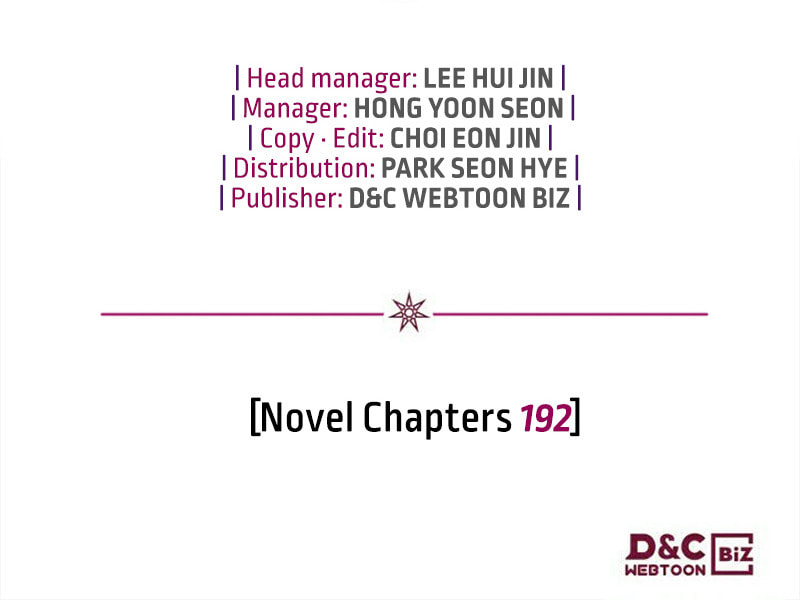 | Head manager: LEE HUI JIN |
| Manager: HONG YOON SEON |
| Copy · Edit: CHOI EON JIN |
| Distribution: PARK SEON HYE |
| Publisher: D&C WEBTOON BIZ |
[Novel Chapters 192]
D&C
WEBTOON
BiZ